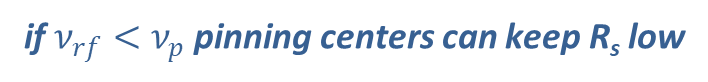 if ν_rf < ν_p pinning centers can keep R_s low